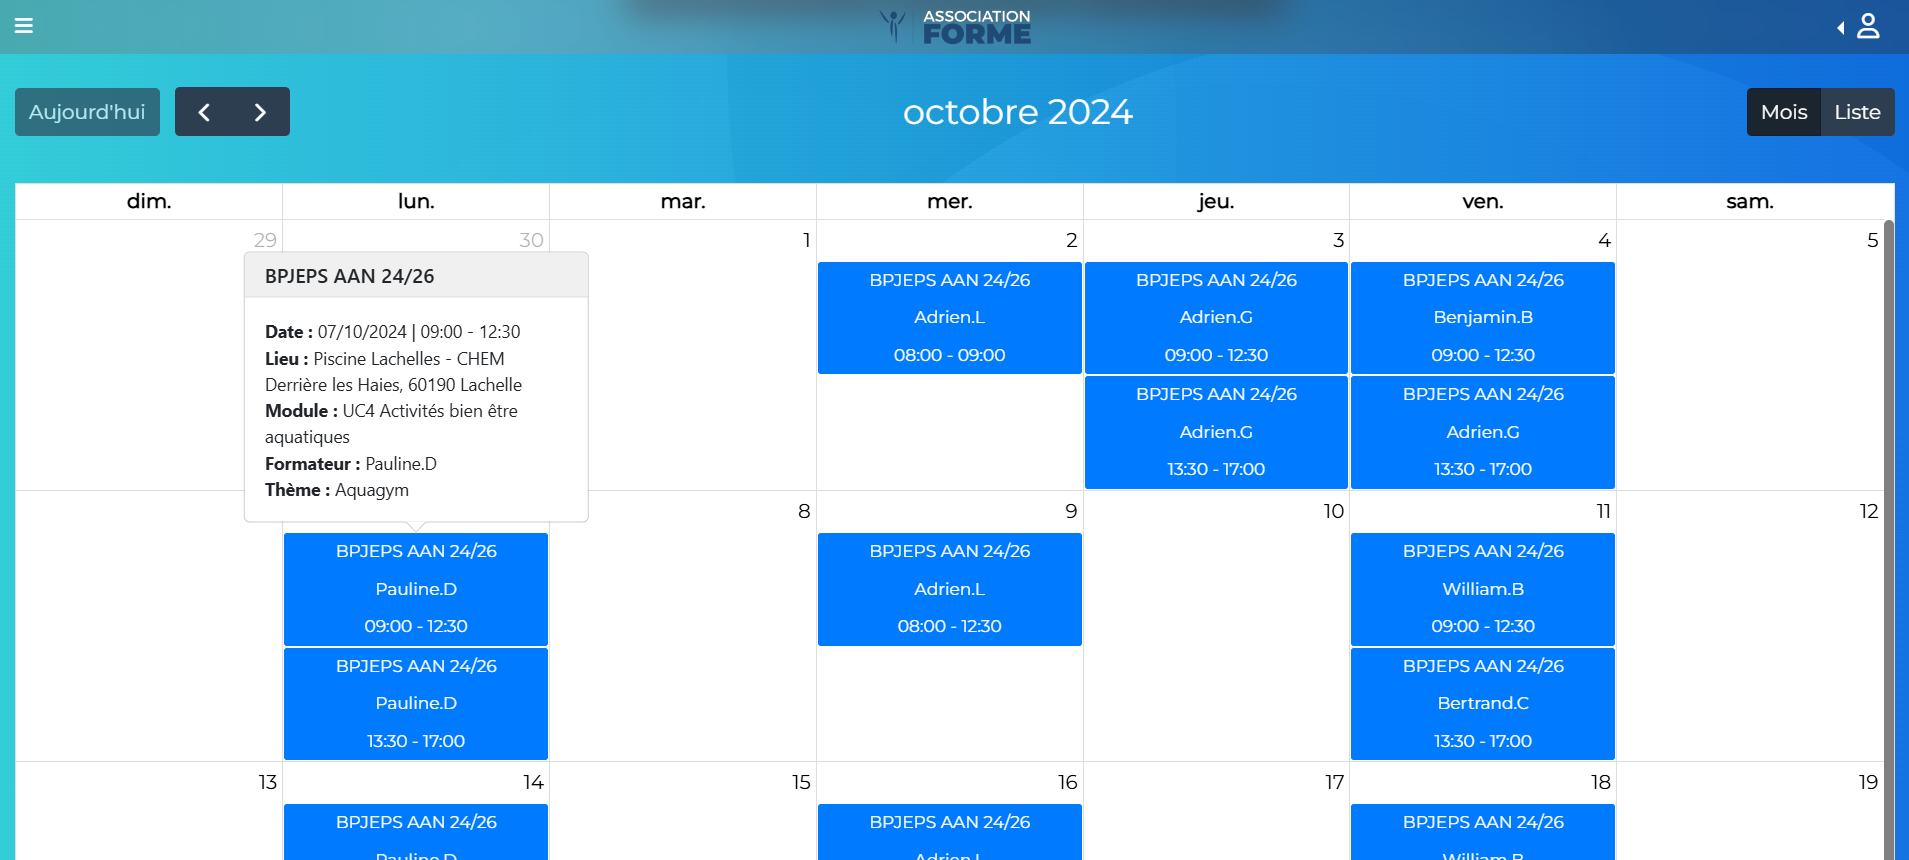 ASSOCIATION
FORME
Aujourd'hui
octobre 2024
Mois Liste
dim. lun. mar. mer. jeu. ven. sam.
29 30 1 2 3 4 5
BPJEPS AAN 24/26
Date : 07/10/2024 | 09:00 - 12:30
Lieu : Piscine Lachelles - CHEM
Derrière les Haies, 60190 Lachelle
Module : UC4 Activités bien être
aquatiques
Formateur : Pauline.D
Thème : Aquagym
BPJEPS AAN 24/26
Adrien.L
08:00 - 09:00
BPJEPS AAN 24/26
Adrien.G
09:00 - 12:30
BPJEPS AAN 24/26
Adrien.G
13:30 - 17:00
BPJEPS AAN 24/26
Benjamin.B
09:00 - 12:30
BPJEPS AAN 24/26
Adrien.G
13:30 - 17:00
8 9 10 11 12
BPJEPS AAN 24/26
Pauline.D
09:00 - 12:30
BPJEPS AAN 24/26
Pauline.D
13:30 - 17:00
BPJEPS AAN 24/26
Adrien.L
08:00 - 12:30
BPJEPS AAN 24/26
William.B
09:00 - 12:30
BPJEPS AAN 24/26
Bertrand.C
13:30 - 17:00
13 14 15 16 17 18 19
BPJEPS AAN 24/26
Pauline.D
BPJEPS AAN 24/26
Adrien.L
BPJEPS AAN 24/26
William.B